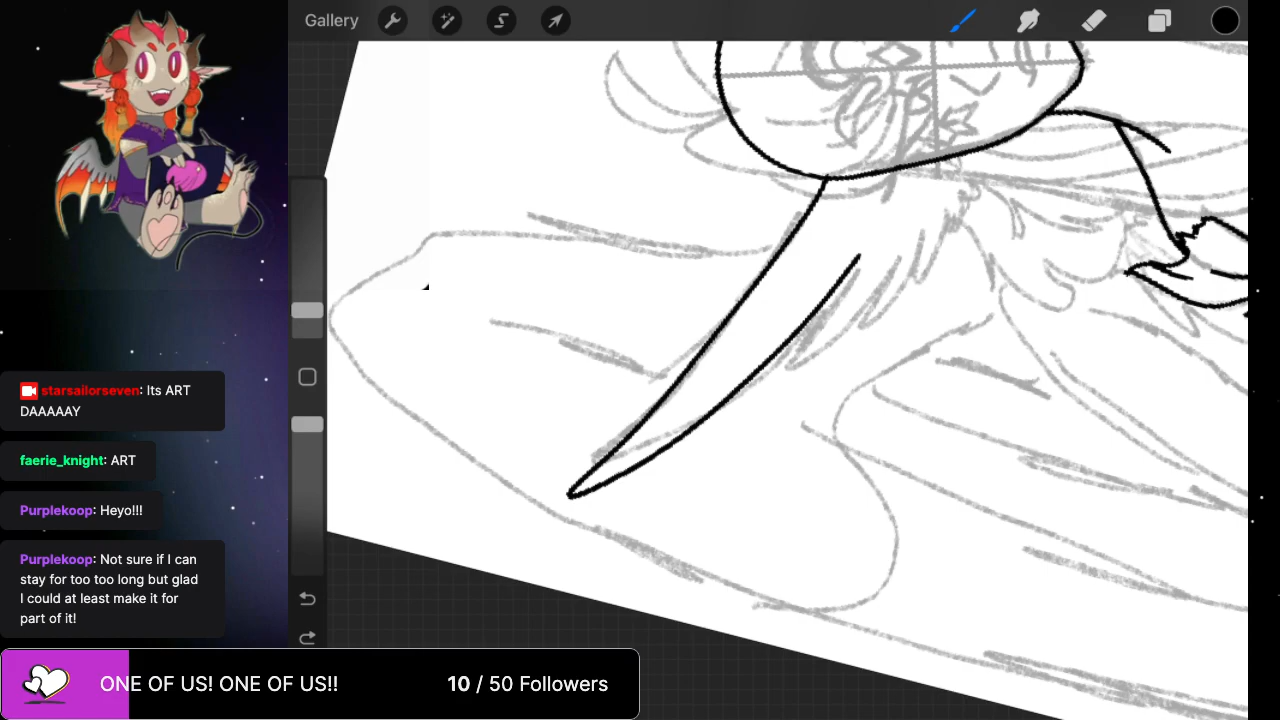 Gallery
starsailorseven: Its ART
DAAAAAY
faerie_knight: ART
Purplekoop: Heyo!!!
Purplekoop: Not sure if I can
stay for too too long but glad
I could at least make it for
part of it!
ONE OF US! ONE OF US!! 10 / 50 Followers